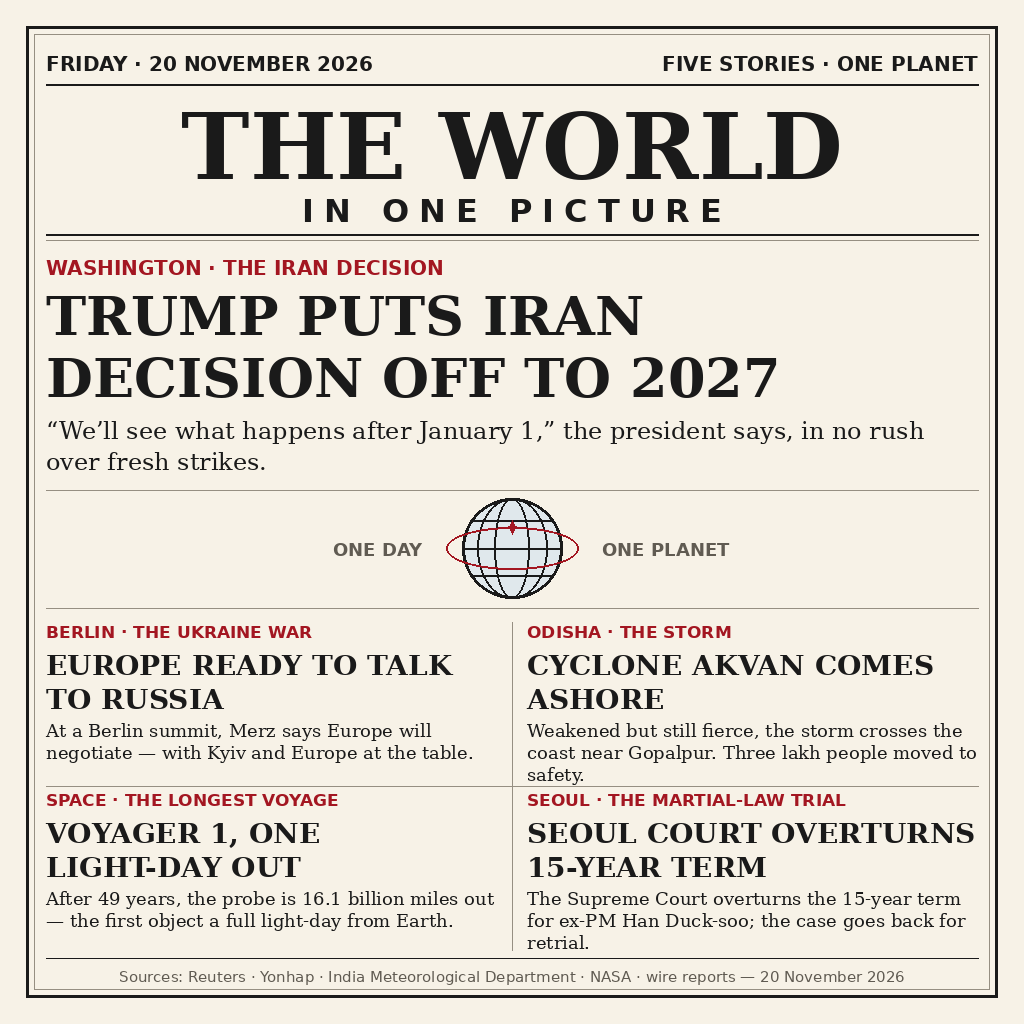 FRIDAY · 20 NOVEMBER 2026
FIVE STORIES · ONE PLANET
THE WORLD
IN ONE PICTURE
WASHINGTON · THE IRAN DECISION
TRUMP PUTS IRAN
DECISION OFF TO 2027
“We’ll see what happens after January 1,” the president says, in no rush
over fresh strikes.
ONE DAY
ONE PLANET
BERLIN · THE UKRAINE WAR
EUROPE READY TO TALK
TO RUSSIA
At a Berlin summit, Merz says Europe will
negotiate — with Kyiv and Europe at the table.
ODISHA · THE STORM
CYCLONE AKVAN COMES
ASHORE
Weakened but still fierce, the storm crosses the
coast near Gopalpur. Three lakh people moved to
safety.
SPACE · THE LONGEST VOYAGE
VOYAGER 1, ONE
LIGHT-DAY OUT
After 49 years, the probe is 16.1 billion miles out
— the first object a full light-day from Earth.
SEOUL · THE MARTIAL-LAW TRIAL
SEOUL COURT OVERTURNS
15-YEAR TERM
The Supreme Court overturns the 15-year term
for ex-PM Han Duck-soo; the case goes back for
retrial.
Sources: Reuters · Yonhap · India Meteorological Department · NASA · wire reports — 20 November 2026